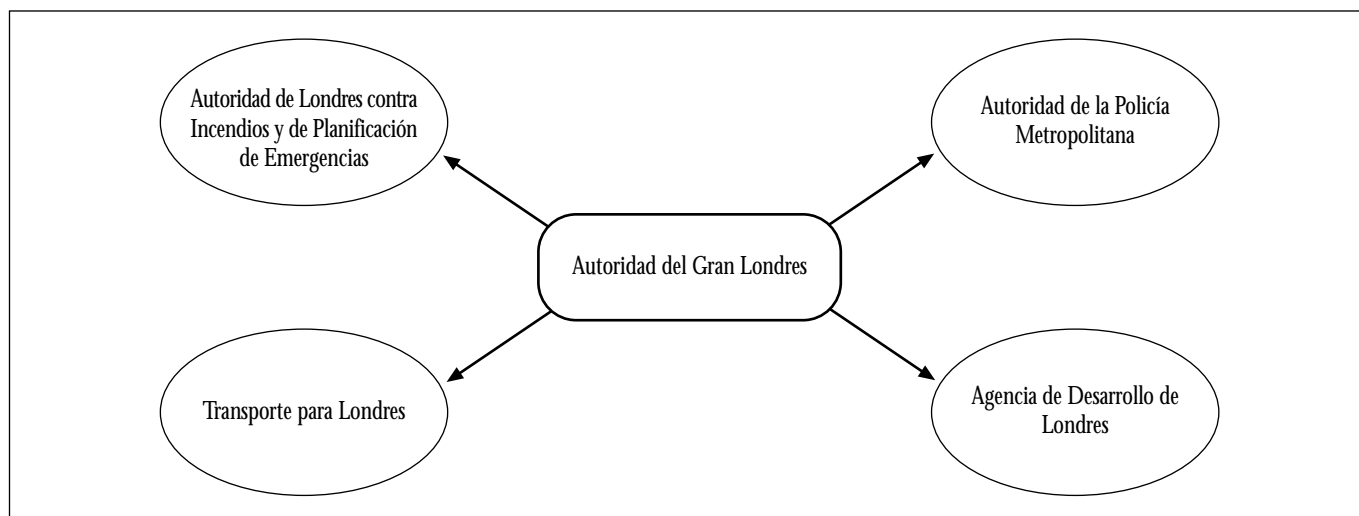 Autoridad de Londres contra
Incendios y de Planificación
de Emergencias
Autoridad de la Policía
Metropolitana
Autoridad del Gran Londres
Transporte para Londres
Agencia de Desarrollo de
Londres